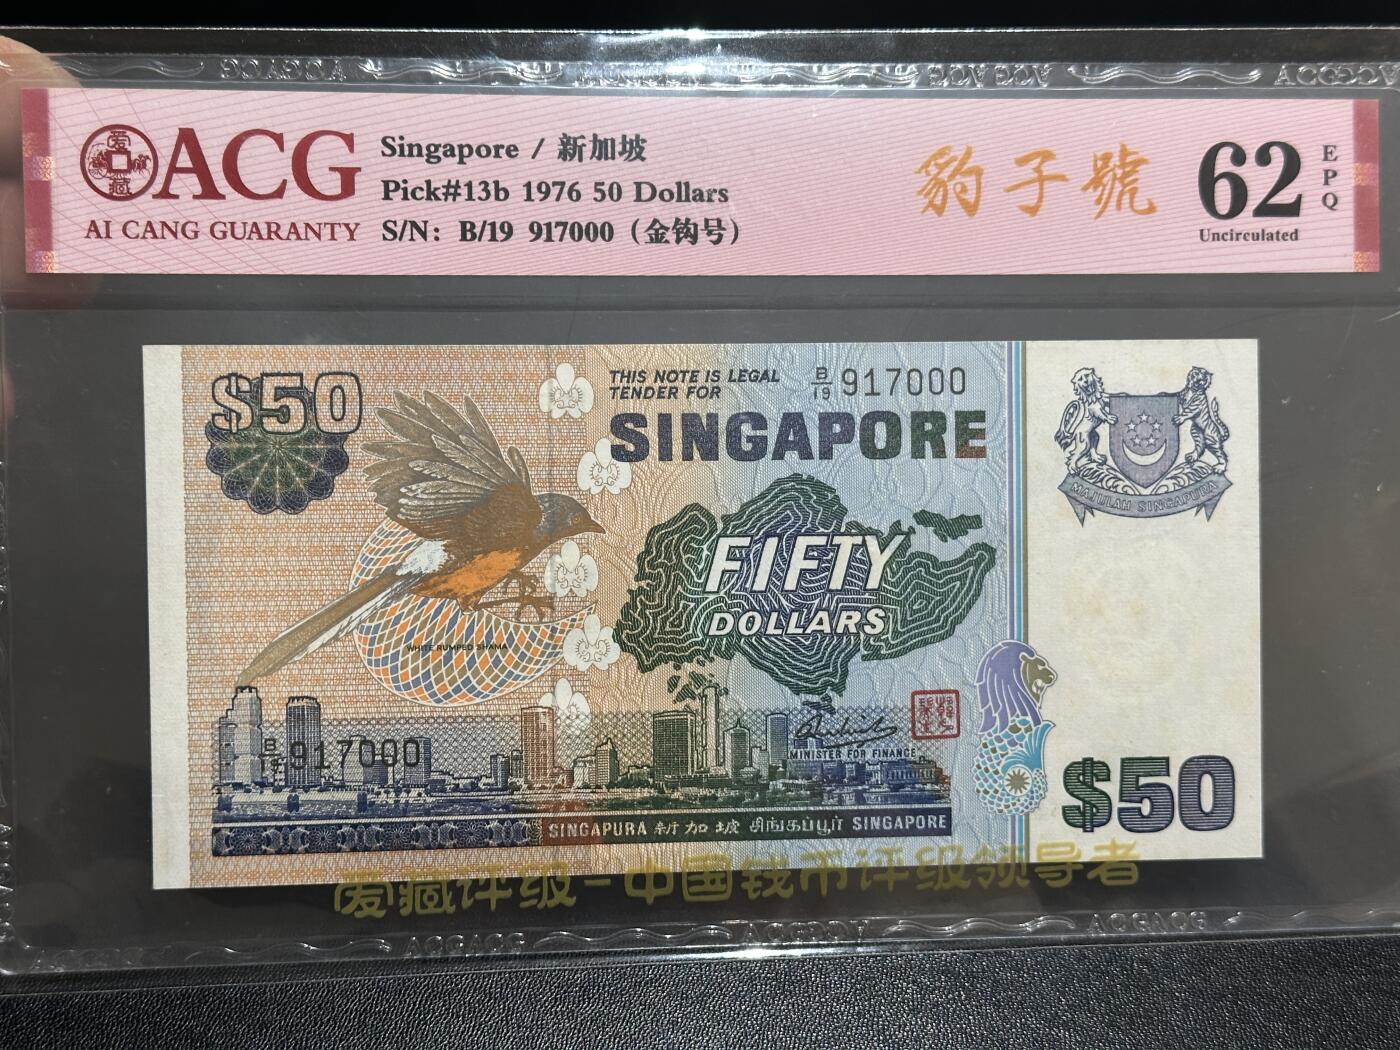 ACG
AI CANG GUARANTY
Singapore / 新加坡
Pick#13b 1976 50 Dollars
S/N: B/19 917000 (金钩号)
豹子號
62
EPQ
Uncirculated
$50
THIS NOTE IS LEGAL
TENDER FOR
B/19 917000
SINGAPORE
MAJULAH SINGAPURA
FIFTY
DOLLARS
WHITE RUMPED SHAMA
B/19 917000
MINISTER FOR FINANCE
$50
SINGAPURA 新加坡 சிங்கப்பூர் SINGAPORE
爱藏评级-中国钱币评级领导者
ACGACG